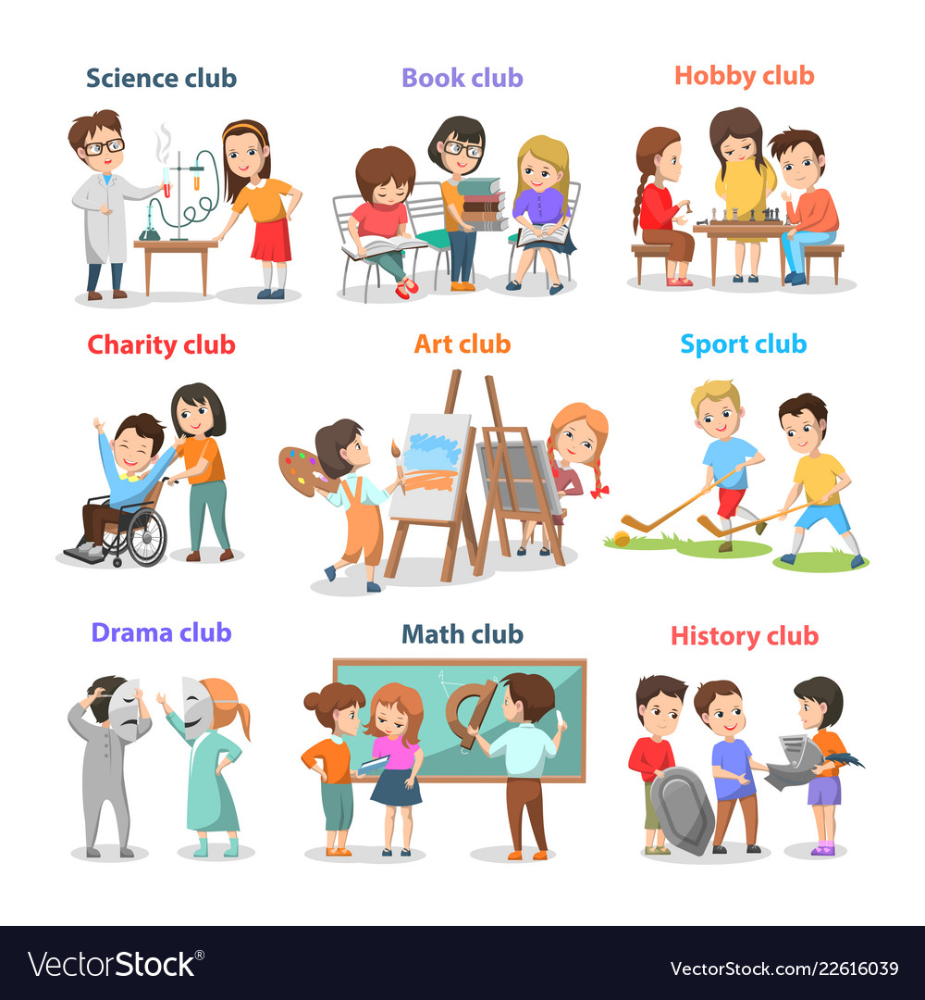 Science club
Book club
Hobby club
Charity club
Art club
Sport club
Drama club
Math club
History club
VectorStock®
VectorStock.com/22616039